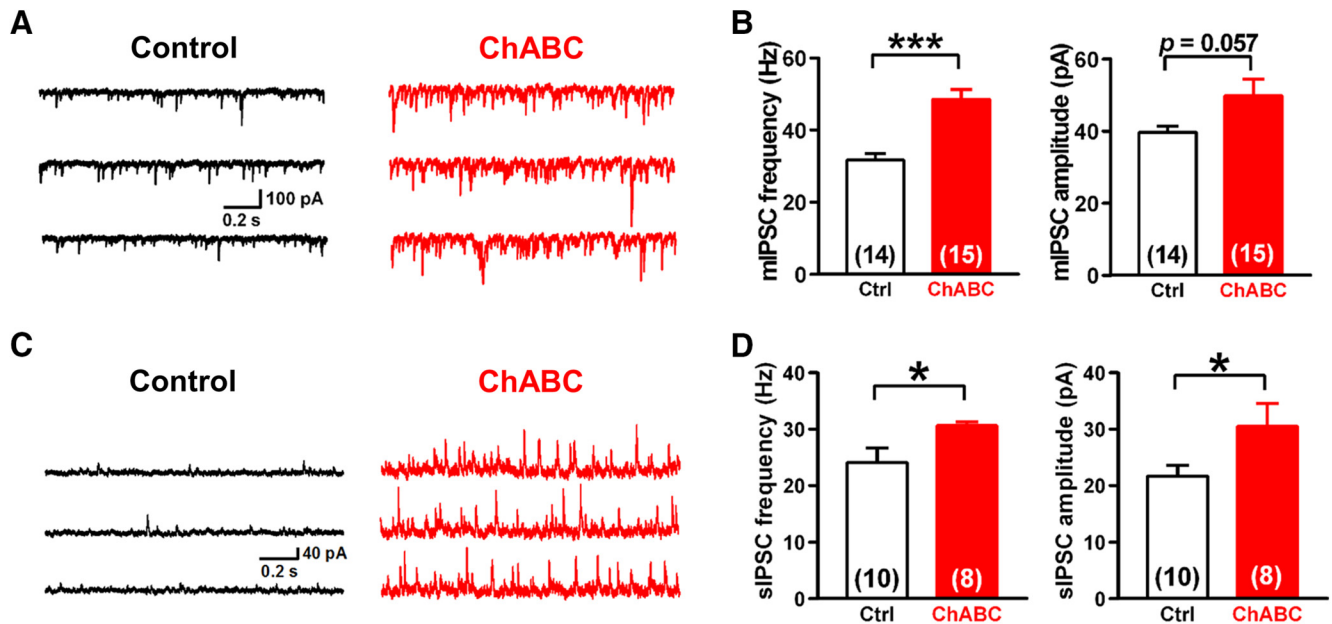 A
Control
ChABC
100 pA
0.2 s
B
mIPSC frequency (Hz)
60
40
20
0
***
(14)
(15)
Ctrl
ChABC
mIPSC amplitude (pA)
60
40
20
0
p = 0.057
(14)
(15)
Ctrl
ChABC
C
Control
ChABC
40 pA
0.2 s
D
sIPSC frequency (Hz)
40
30
20
10
0
*
(10)
(8)
Ctrl
ChABC
sIPSC amplitude (pA)
40
30
20
10
0
*
(10)
(8)
Ctrl
ChABC